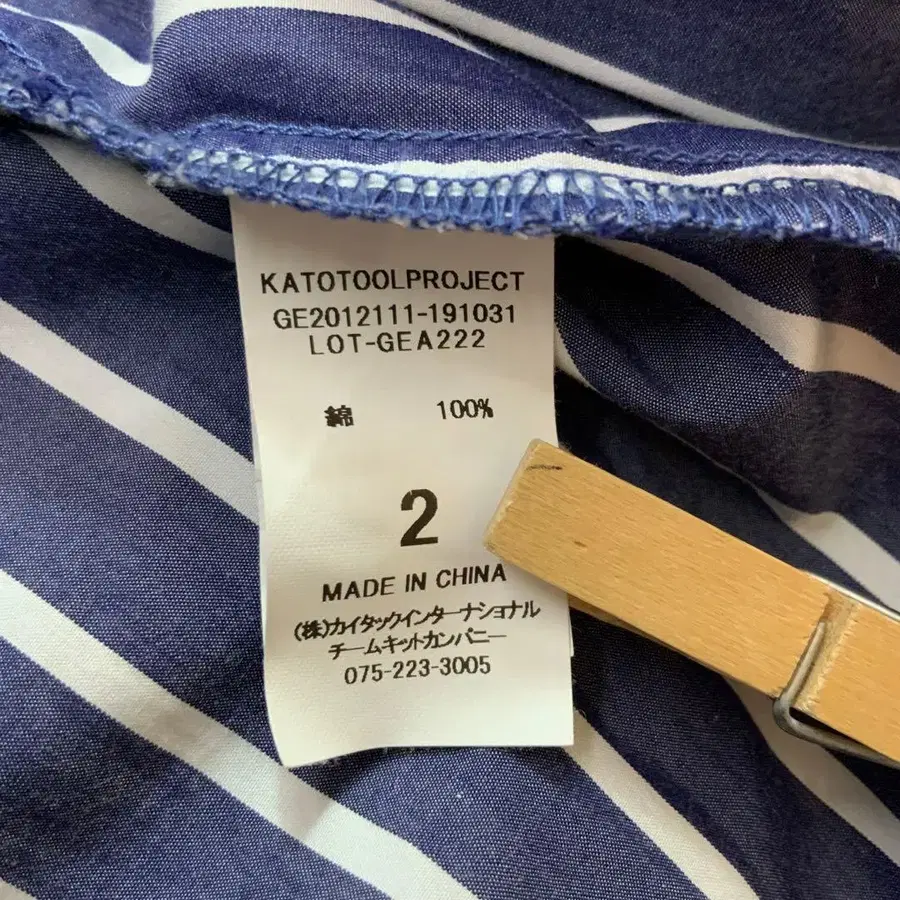 KATOTOOLPROJECT
GE2012111-191031
LOT-GEA222
綿 100%
2
MADE IN CHINA
(株)カイタックインターナショナル
チームキットカンパニー
075-223-3005